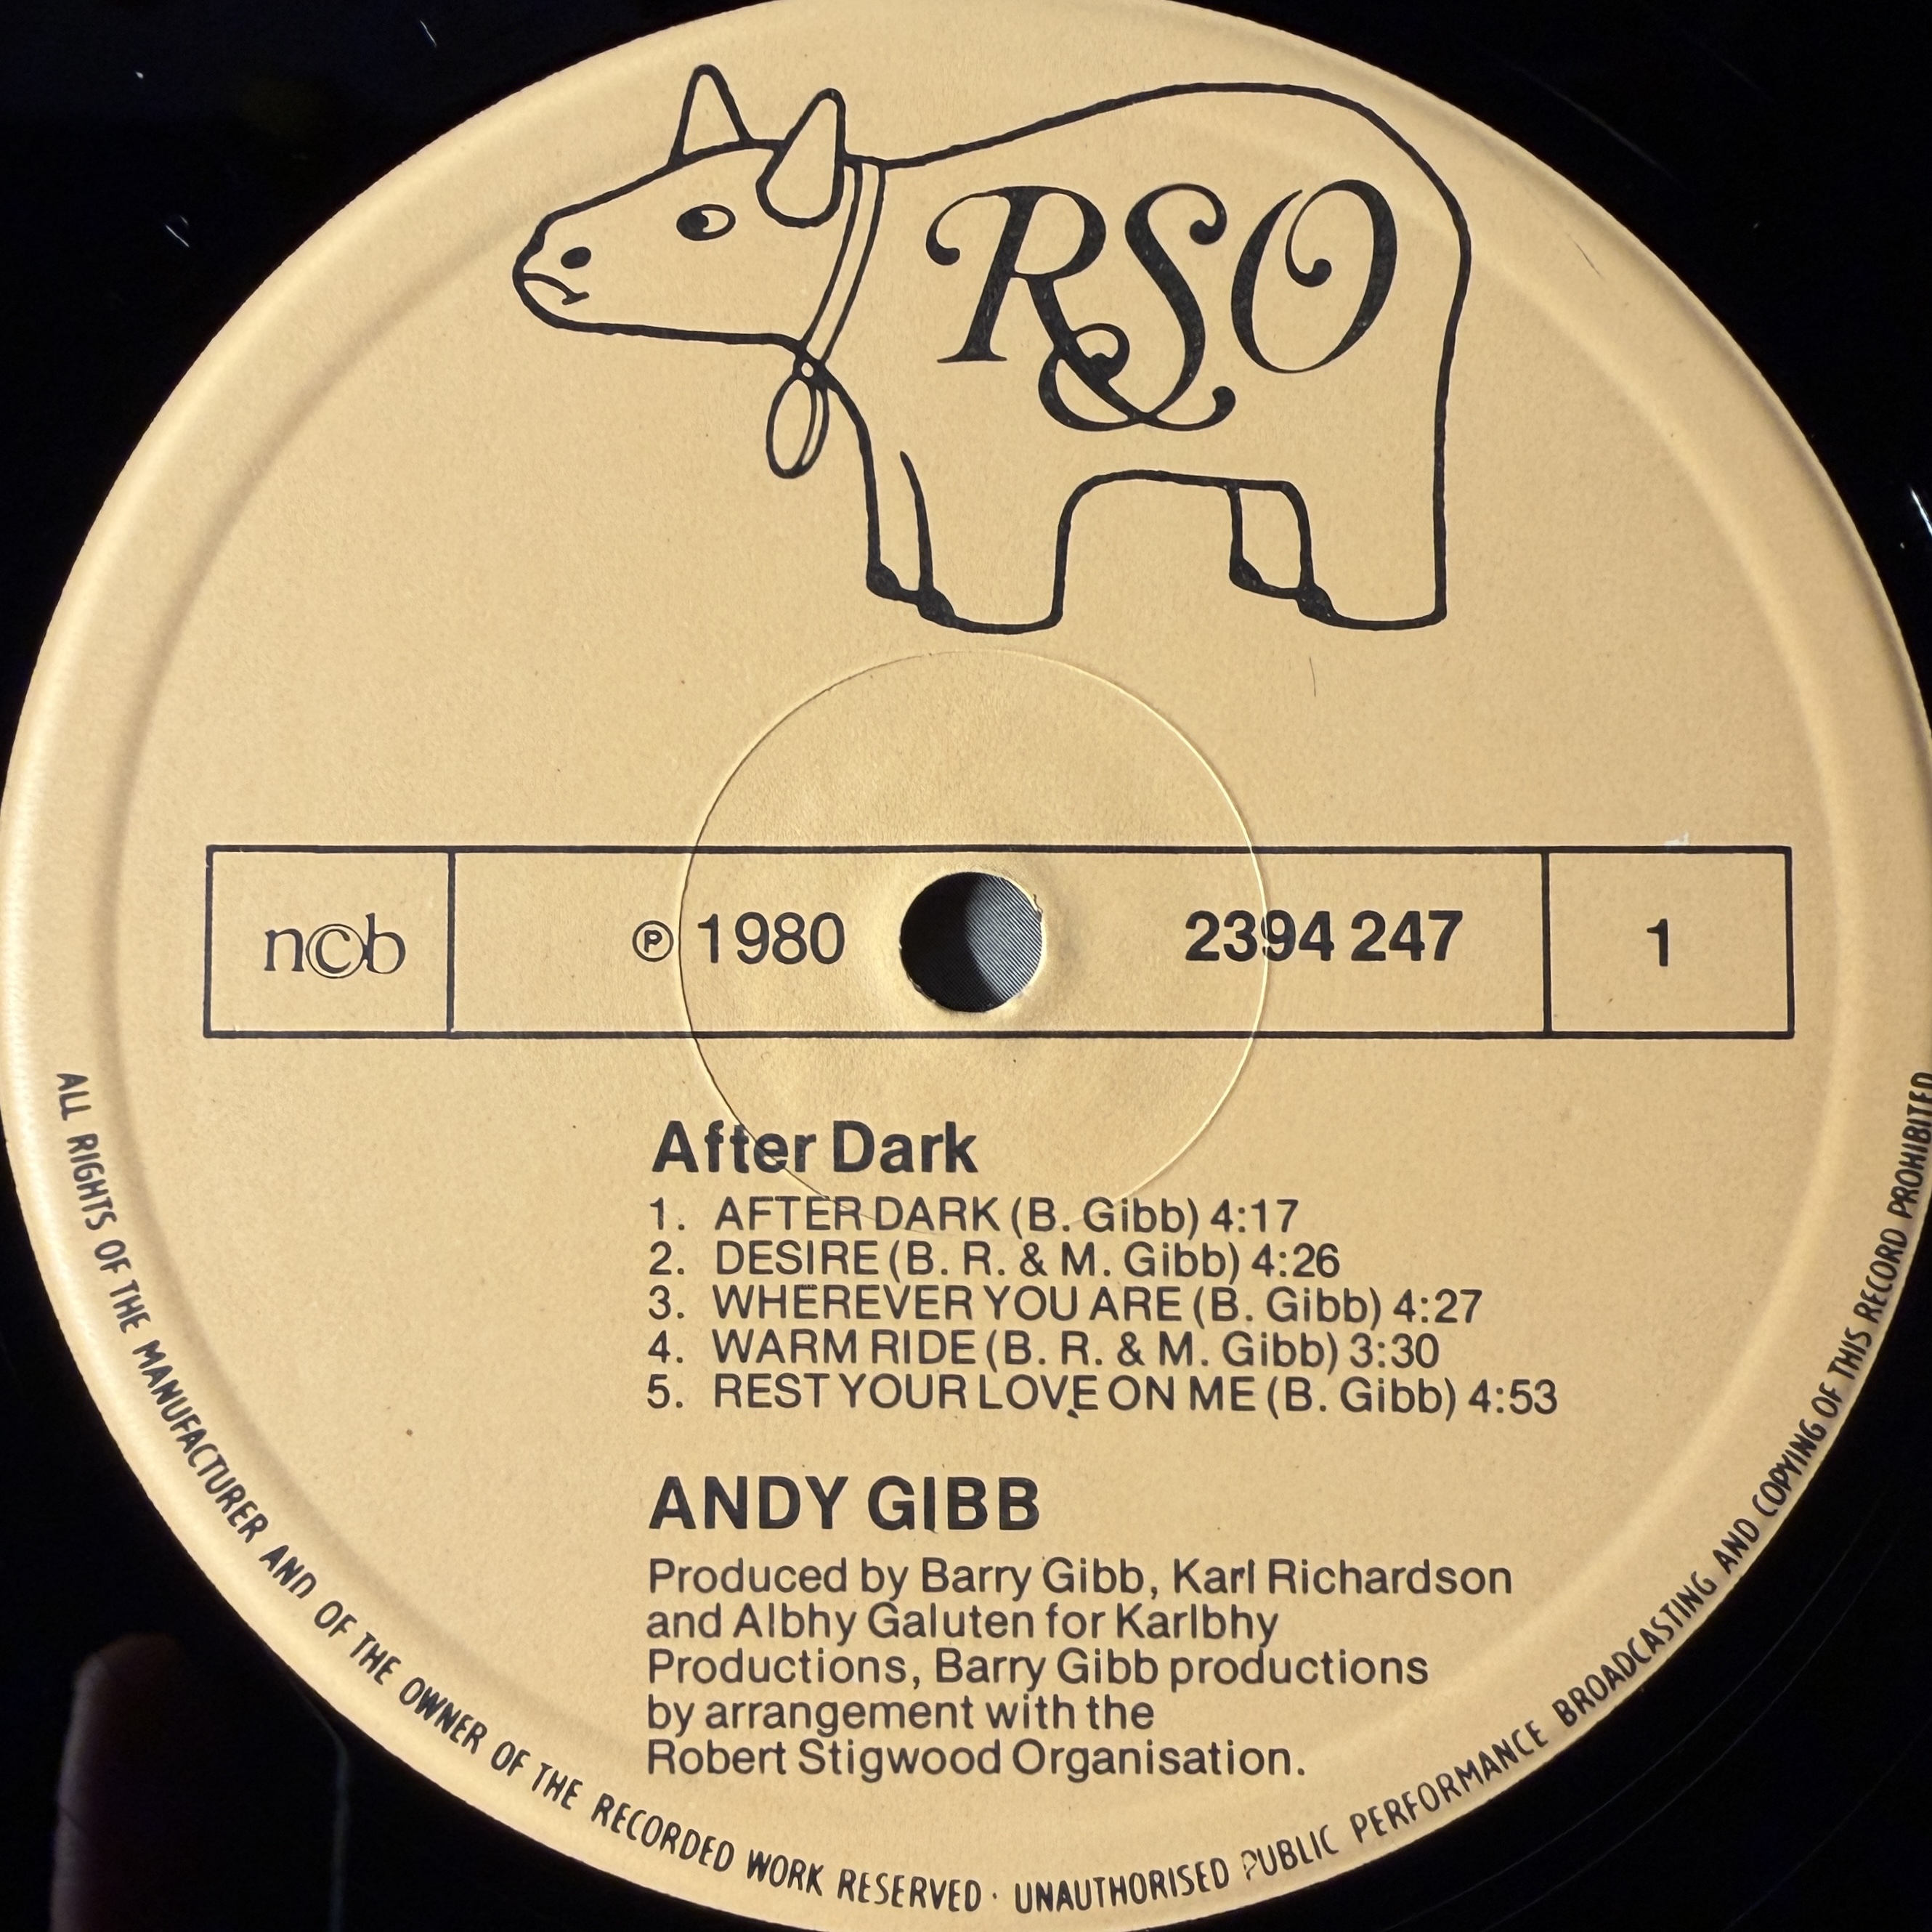 RSO
n©b
℗ 1980
2394 247
1
After Dark
1. AFTER DARK (B. Gibb) 4:17
2. DESIRE (B. R. & M. Gibb) 4:26
3. WHEREVER YOU ARE (B. Gibb) 4:27
4. WARM RIDE (B. R. & M. Gibb) 3:30
5. REST YOUR LOVE ON ME (B. Gibb) 4:53
ANDY GIBB
Produced by Barry Gibb, Karl Richardson
and Albhy Galuten for Karlbhy
Productions, Barry Gibb productions
by arrangement with the
Robert Stigwood Organisation.
ALL RIGHTS OF THE MANUFACTURER AND OF THE OWNER OF THE RECORDED WORK RESERVED · UNAUTHORISED PUBLIC PERFORMANCE BROADCASTING AND COPYING OF THIS RECORD PROHIBITED